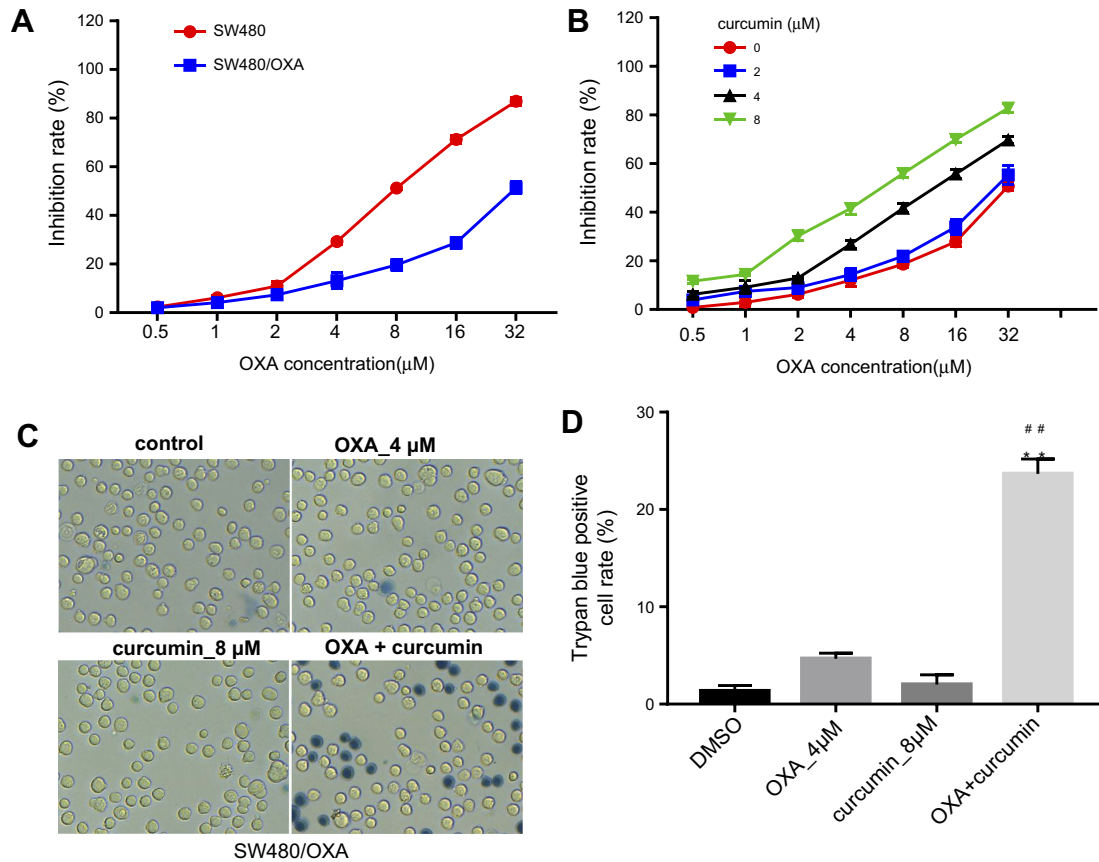 A
SW480
SW480/OXA
Inhibition rate (%)
120
100
80
60
40
20
0
0.5 1 2 4 8 16 32
OXA concentration(μM)
B
curcumin (μM)
0
2
4
8
Inhibition rate (%)
120
100
80
60
40
20
0
0.5 1 2 4 8 16 32
OXA concentration(μM)
C
control
OXA_4 μM
curcumin_8 μM
OXA + curcumin
SW480/OXA
D
Trypan blue positive
cell rate (%)
30
20
10
0
# #
* *
DMSO
OXA_4μM
curcumin_8μM
OXA+curcumin